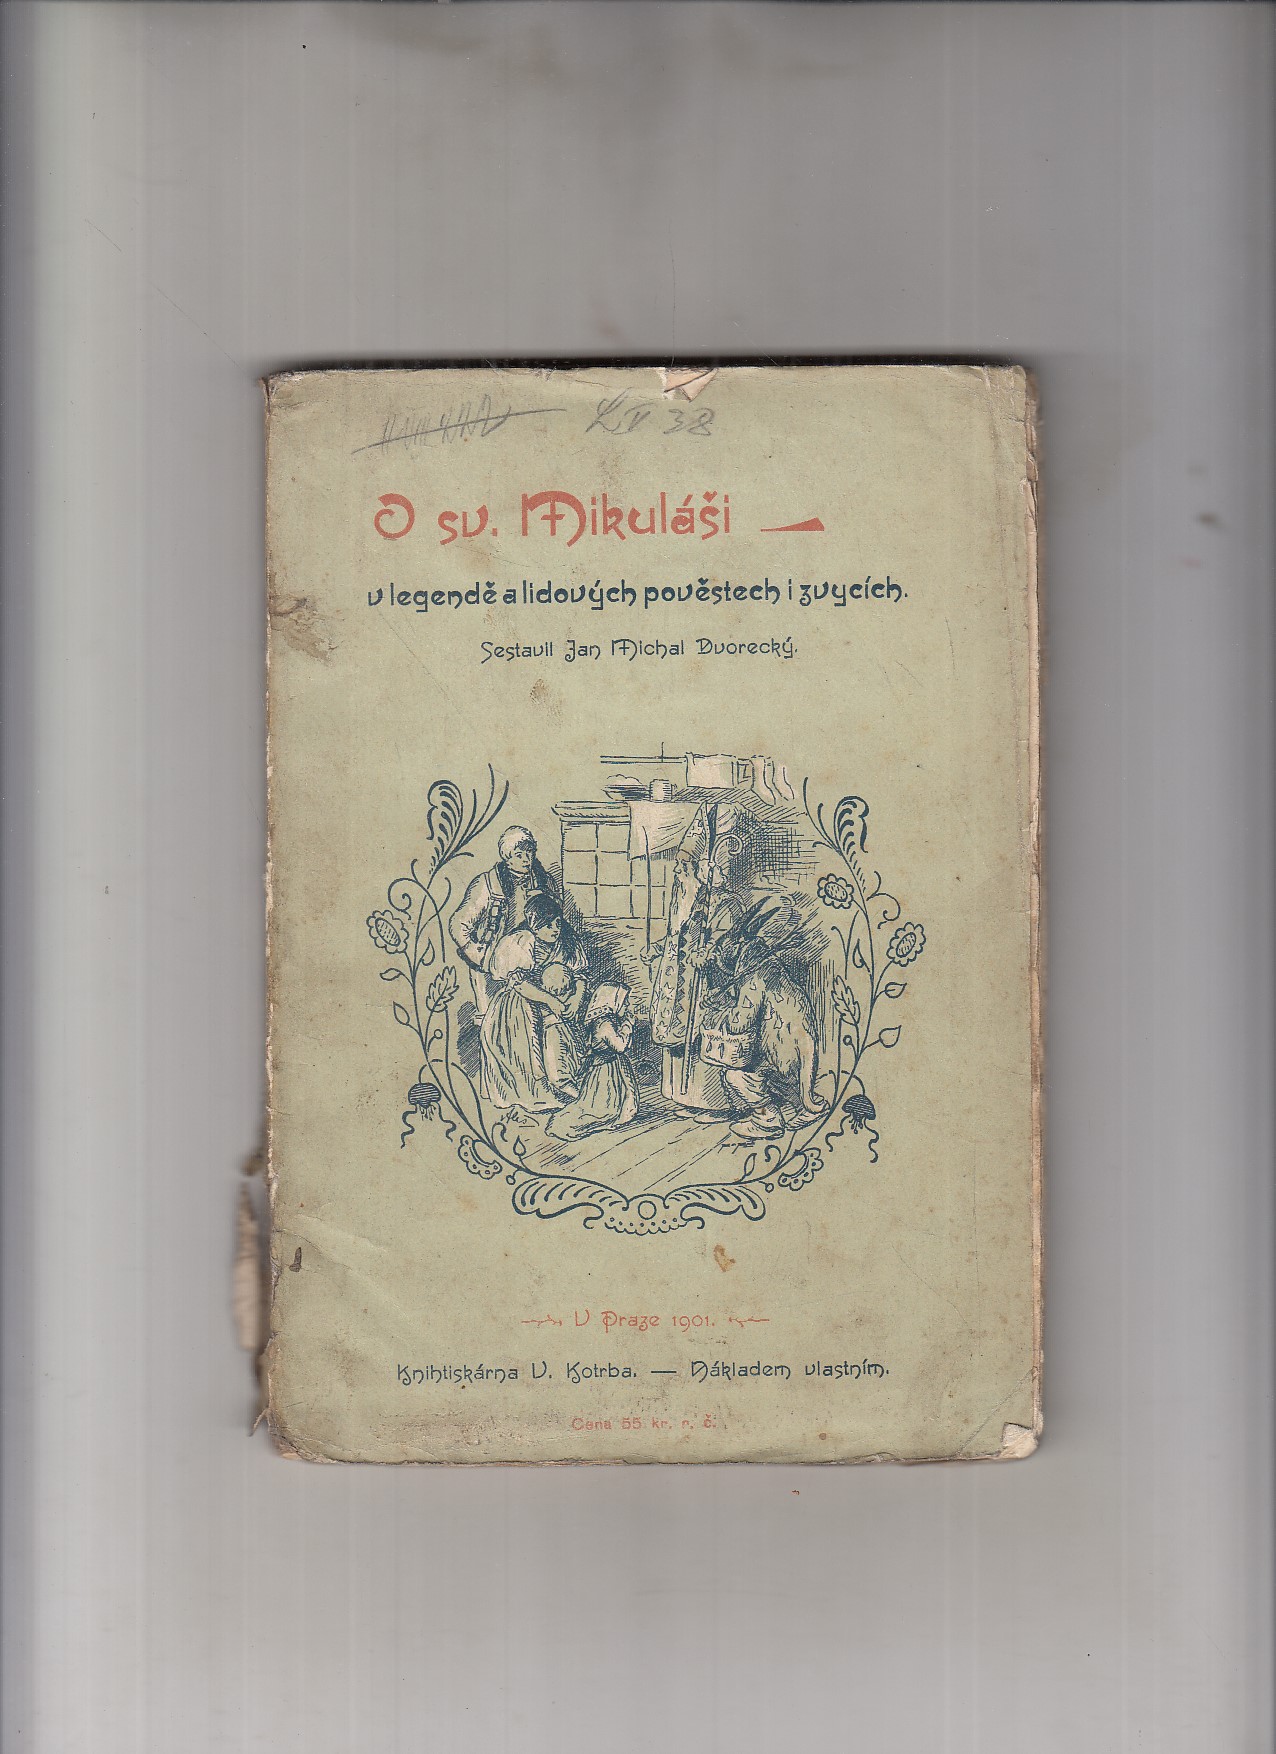 LV 38
O sv. Mikuláši
v legendě a lidových pověstech i zvycích.
Sestavil Jan Michal Dvorecký.
V Praze 1901.
Knihtiskárna V. Kotrba. — Nákladem vlastním.
Cena 55 kr. r. č.